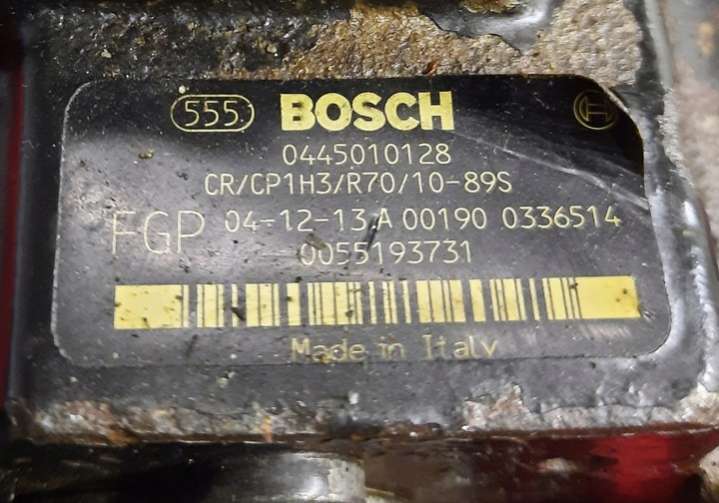 555 BOSCH
0445010128
CR/CP1H3/R70/10-89S
FGP 04-12-13 A 00190 0336514
0055193731
Made in Italy